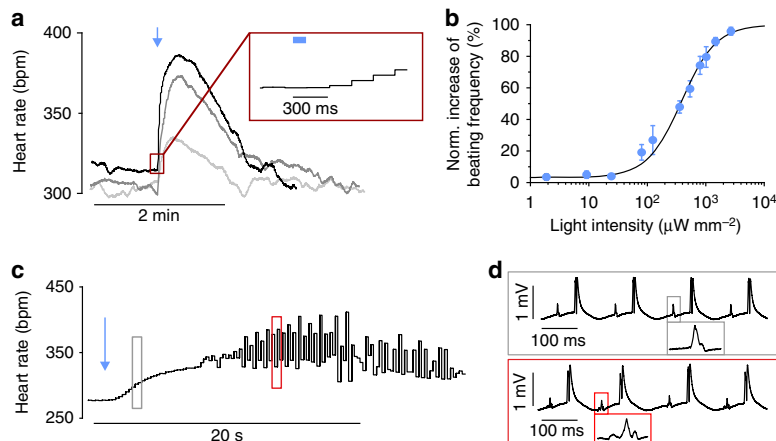 a
400
350
300
Heart rate (bpm)
2 min
300 ms
b
100
80
60
40
20
0
Norm. increase of
beating frequency (%)
1 10 10² 10³ 10⁴
Light intensity (µW mm⁻²)
c
450
350
250
Heart rate (bpm)
20 s
d
1 mV
100 ms
1 mV
100 ms